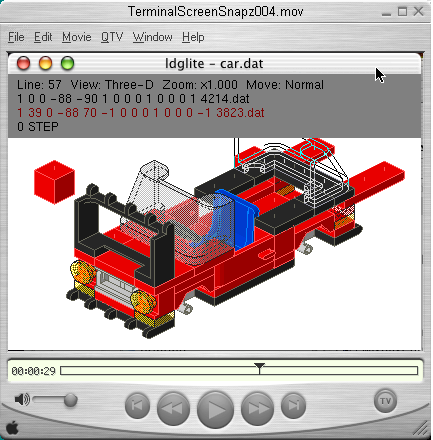 TerminalScreenSnapz004.mov
File Edit Movie QTV Window Help
ldglite - car.dat
Line: 57 View: Three-D Zoom: x1.000 Move: Normal
1 0 0 -88 -90 1 0 0 0 1 0 0 0 1 4214.dat
1 39 0 -88 70 -1 0 0 0 1 0 0 0 -1 3823.dat
0 STEP
00:00:29
TV